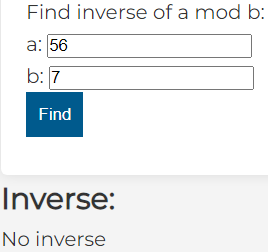 Find inverse of a mod b:
a: 56
b: 7
Find
Inverse:
No inverse